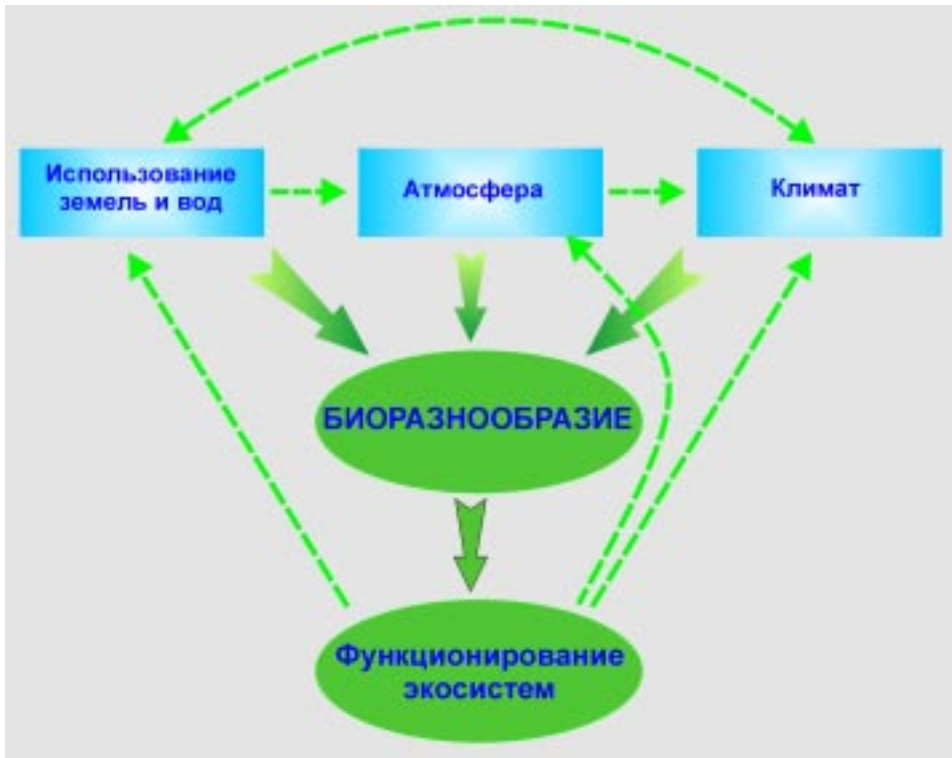 Использование
земель и вод
Атмосфера
Климат
БИОРАЗНООБРАЗИЕ
Функционирование
экосистем